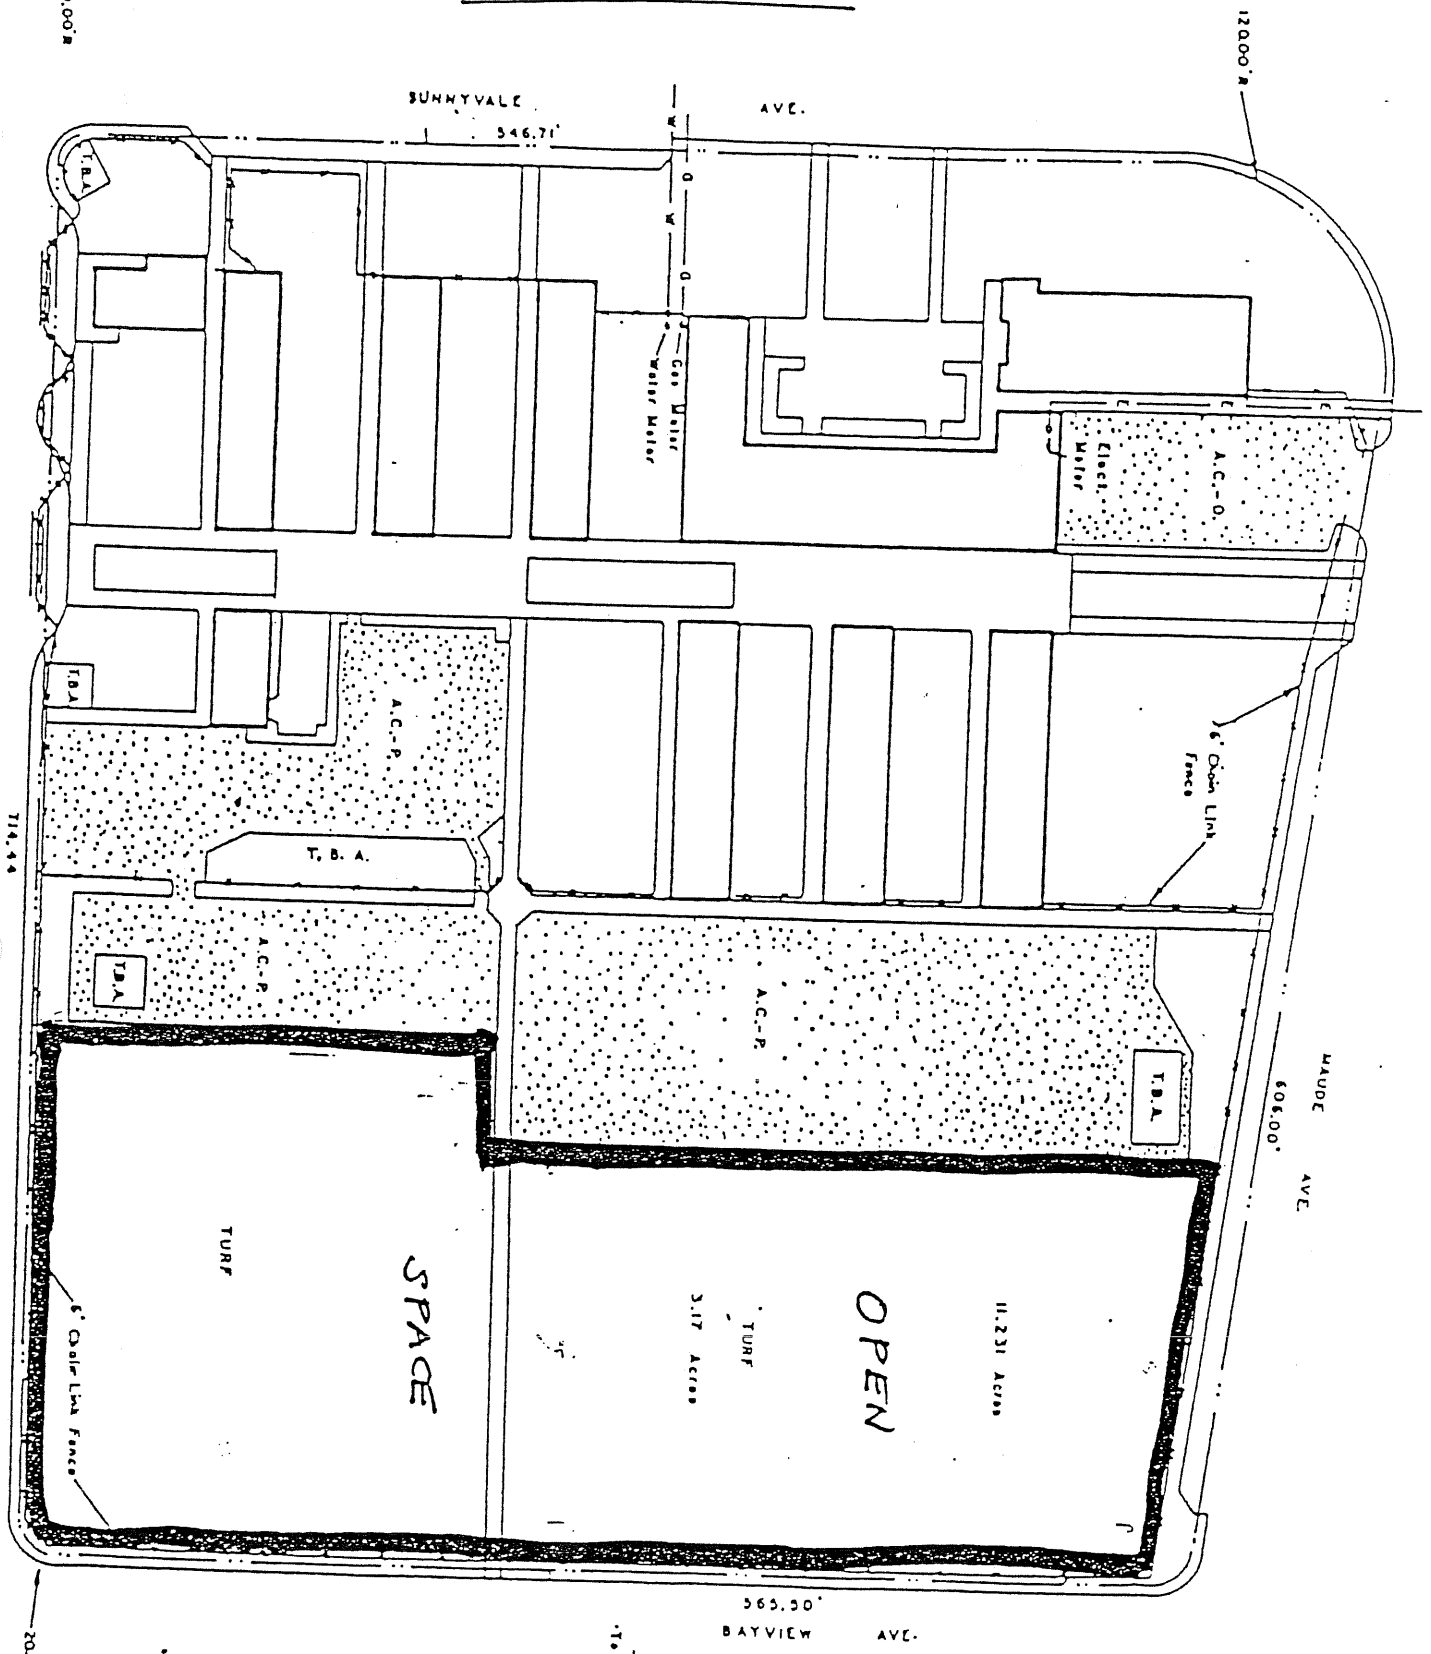 120.00' R
SUNNYVALE AVE.
546.71'
T.B.A.
W
G
W
G
Gas Meter
Water Meter
E
E
E
Elect.
Meter
A.C.-D.
T.B.A.
A.C.-P.
6' Chain Link
Fence
714.44
T. B. A.
A.C.-P.
T.B.A.
A.C.-P.
T.B.A.
MAUDE AVE.
606.00'
TURF
SPACE
OPEN
11.231 Acres
TURF
3.17 Acres
6' Chain Link Fence
565.50'
BAYVIEW AVE.